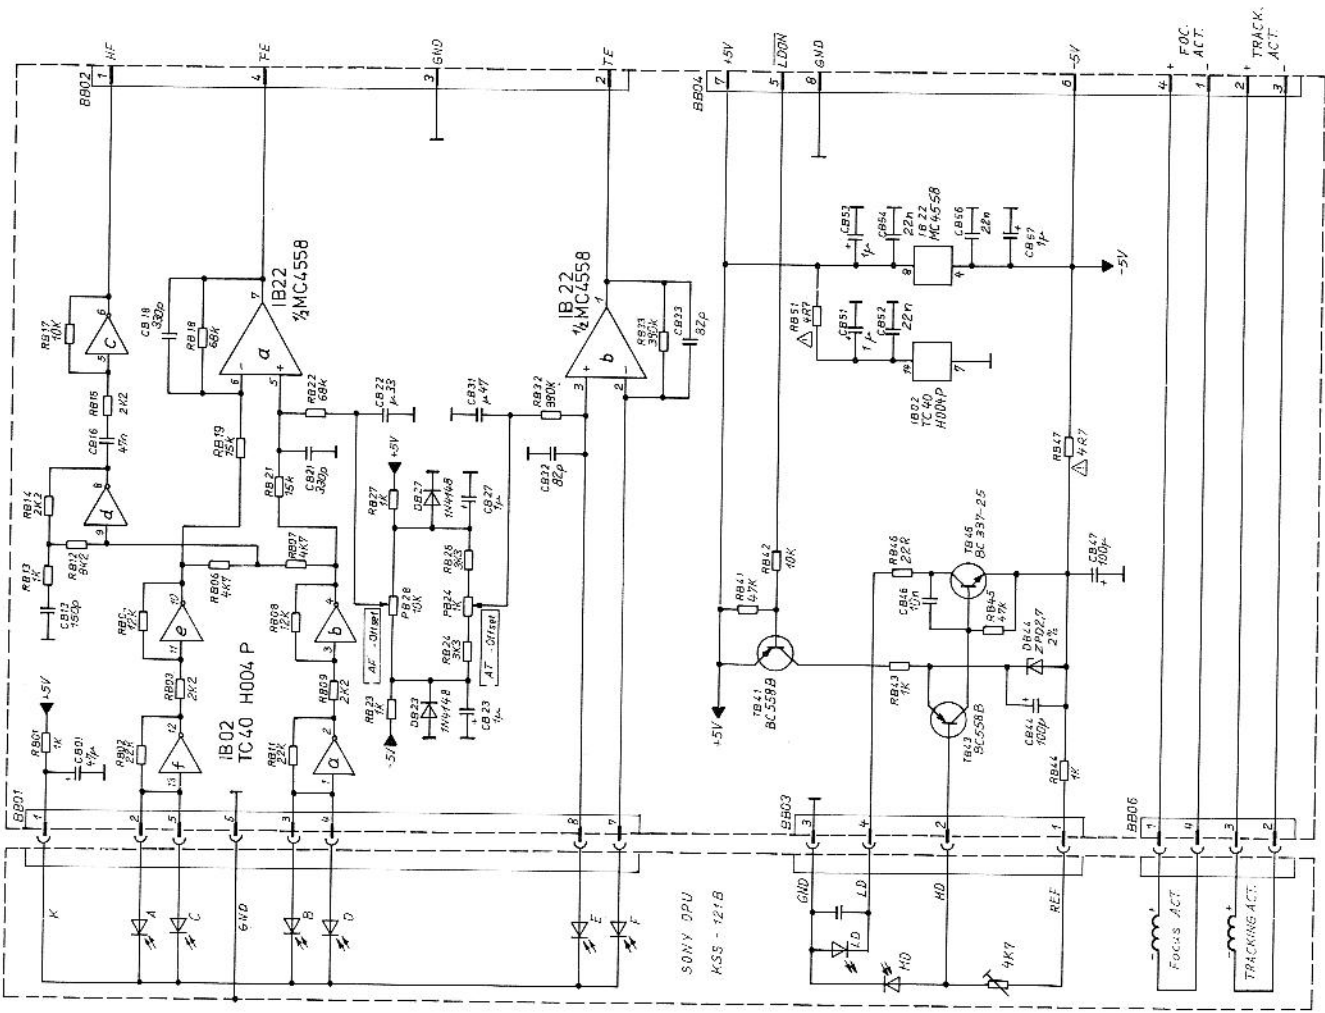 BB02
1
HF
4
FE
3
GND
2
TE
BB04
7
+5V
5
LDON
8
GND
6
-5V
4
+
FOC.
ACT.
1
-
2
+
TRACK.
ACT.
3
-
RB17
10K
c
5
6
RB16
2K2
CB16
47n
RB14
2K2
d
9
8
RB13
1K
CB13
150p
RB12
8K2
CB18
330p
RB18
68k
IB22
½MC4558
a
6
5
7
-
+
RB19
15k
RB21
15k
CB21
330p
RB22
68k
CB22
µ33
RB06
4K7
RB07
4K7
12K
e
11
10
RB08
12K
b
3
4
RB03
2K2
RB09
2K2
RB02
22K
f
13
12
RB11
22K
a
1
2
IB02
TC40 H004P
+5V
RB01
1K
CB01
47µ
BB01
1
2
5
6
3
4
8
7
AF -Offset
PB28
10K
RB27
1K
+5V
DB27
1N4148
CB27
1µ
RB26
3K3
PB24
1K
RB24
3K3
AT -Offset
RB23
1K
-5V
DB23
1N4148
CB23
1µ
CB31
µ47
RB32
390K
CB32
82p
IB22
½MC4558
b
3
2
1
+
-
RB33
390K
CB33
82p
K
A
C
GND
B
D
E
F
SONY OPU
KSS - 121B
+5V
TB41
BC558B
RB41
47K
RB42
10K
RB43
1K
TB43
BC558B
RB46
22R
CB46
10n
TB46
BC 337-25
RB45
47K
DB44
ZPD2,7
2%
CB44
100µ
RB44
1K
CB47
100µ
RB47
4R7
RB51
4R7
CB51
1µ
CB52
22n
CB53
1µ
CB54
22n
IB22
MC4558
8
4
CB56
22n
CB57
1µ
-5V
IB02
TC40
H004P
14
7
BB03
3
4
2
1
GND
LD
MD
REF
LD
MD
4K7
BB06
1
4
3
2
Focus ACT.
TRACKING ACT.